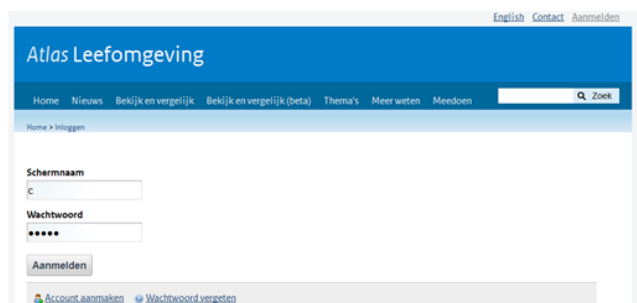 English Contact Aanmelden
Atlas Leefomgeving
Home Nieuws Bekijk en vergelijk Bekijk en vergelijk (beta) Thema's Meer weten Meedoen Zoek
Home > Inloggen
Schermnaam
c
Wachtwoord
•••••
Aanmelden
Account aanmaken Wachtwoord vergeten